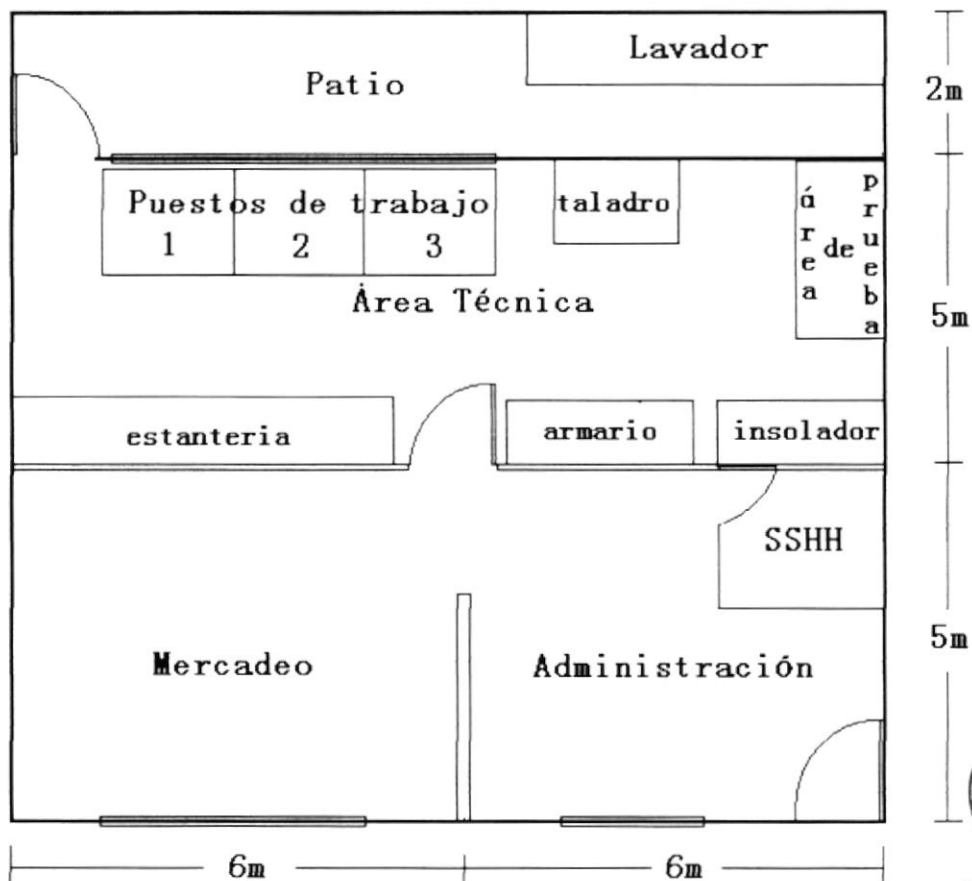 Lavador
Patio
2m
Puestos de trabajo
1 2 3
taladro
área
de
prueba
Área Técnica
5m
estanteria
armario
insolador
SSHH
5m
Mercadeo
Administración
6m
6m